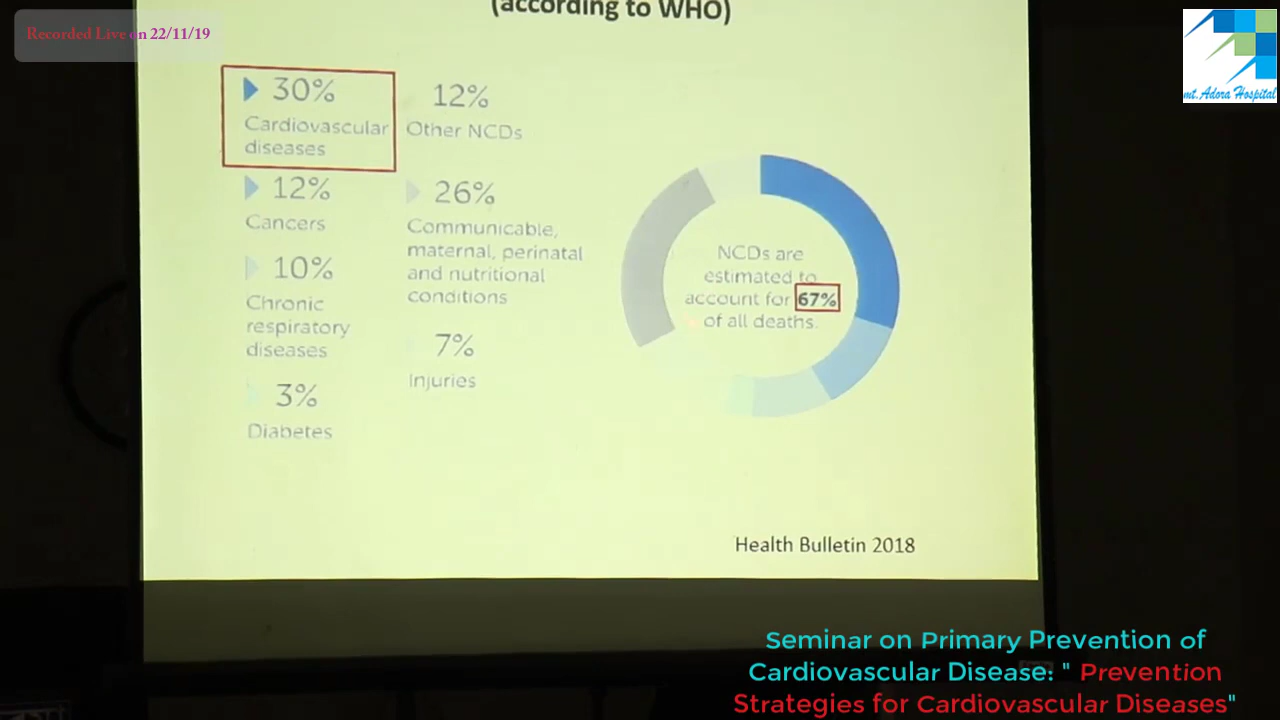 (according to WHO)
Recorded Live on 22/11/19
mt.Adora Hospital
30%
Cardiovascular
diseases
12%
Cancers
10%
Chronic
respiratory
diseases
3%
Diabetes
12%
Other NCDs
26%
Communicable,
maternal, perinatal
and nutritional
conditions
7%
Injuries
NCDs are
estimated to
account for 67%
of all deaths.
Health Bulletin 2018
Seminar on Primary Prevention of
Cardiovascular Disease: " Prevention
Strategies for Cardiovascular Diseases"